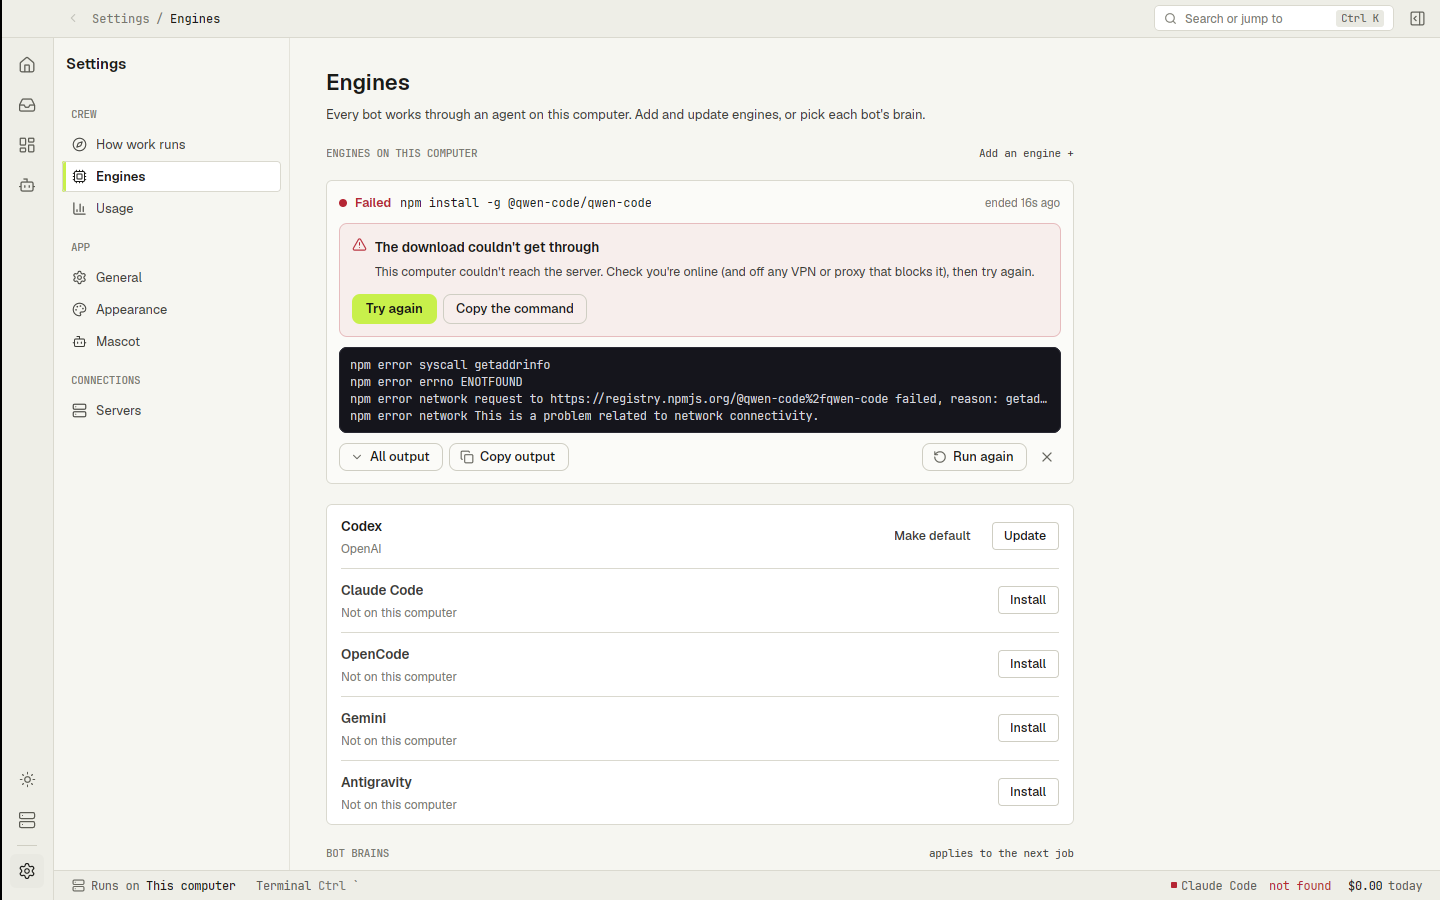 Settings / Engines
Search or jump to
Ctrl K
Settings
CREW
How work runs
Engines
Usage
APP
General
Appearance
Mascot
CONNECTIONS
Servers
Engines
Every bot works through an agent on this computer. Add and update engines, or pick each bot's brain.
ENGINES ON THIS COMPUTER
Add an engine +
Failed npm install -g @qwen-code/qwen-code
ended 16s ago
The download couldn't get through
This computer couldn't reach the server. Check you're online (and off any VPN or proxy that blocks it), then try again.
Try again
Copy the command
npm error syscall getaddrinfo
npm error errno ENOTFOUND
npm error network request to https://registry.npmjs.org/@qwen-code%2fqwen-code failed, reason: getad…
npm error network This is a problem related to network connectivity.
All output
Copy output
Run again
Codex
OpenAI
Make default
Update
Claude Code
Not on this computer
Install
OpenCode
Not on this computer
Install
Gemini
Not on this computer
Install
Antigravity
Not on this computer
Install
BOT BRAINS
applies to the next job
Runs on This computer
Terminal Ctrl `
Claude Code not found
$0.00 today